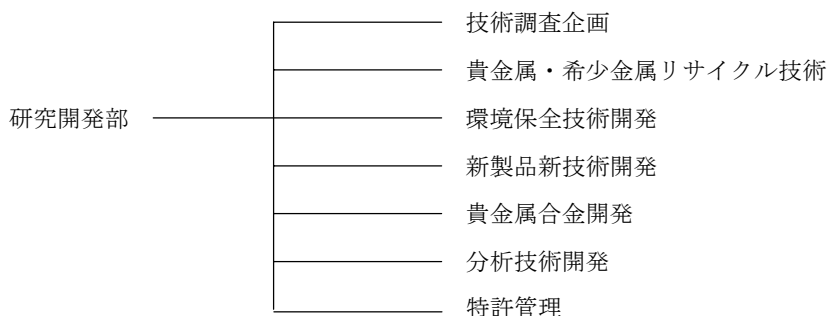 技術調査企画
貴金属・希少金属リサイクル技術
研究開発部
環境保全技術開発
新製品新技術開発
貴金属合金開発
分析技術開発
特許管理